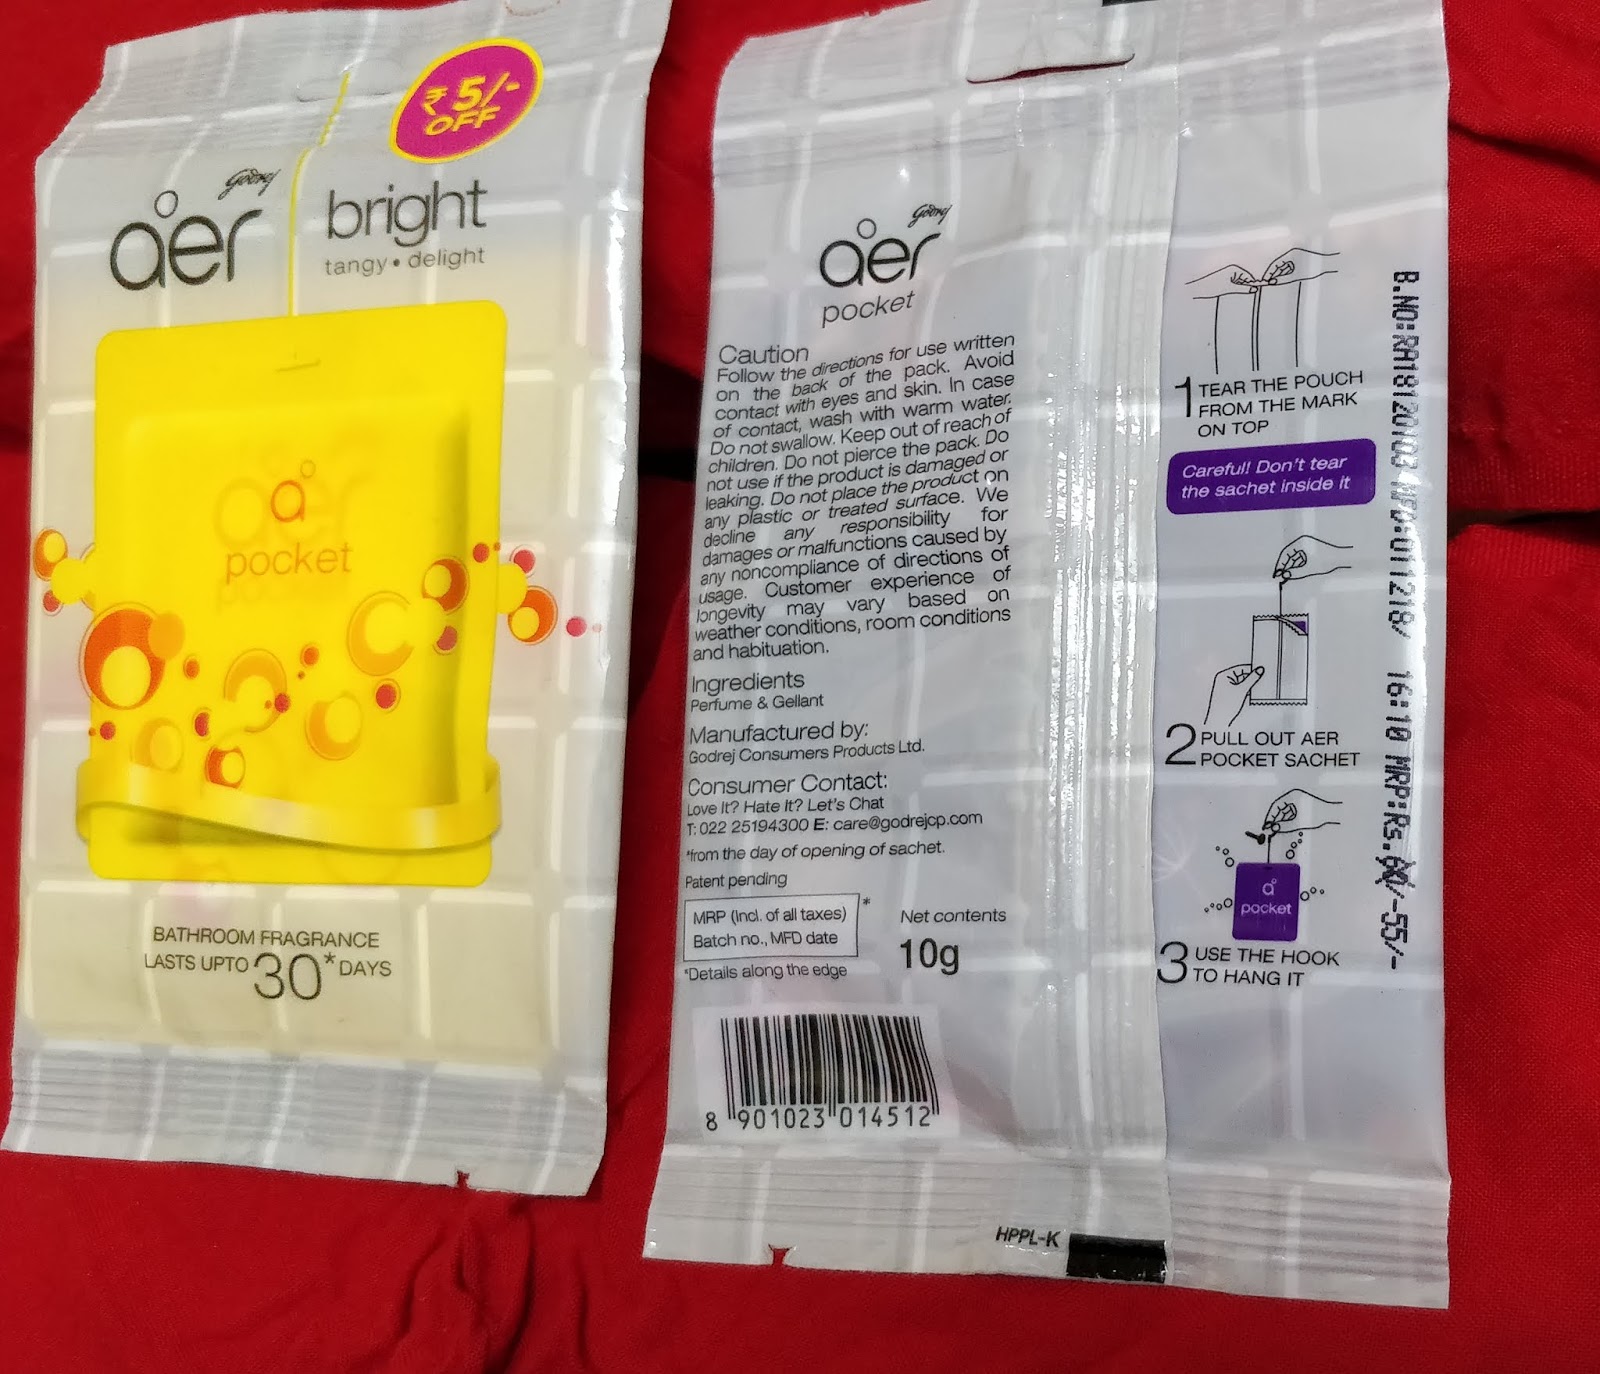 ₹ 5/-
OFF
Godrej
aer
bright
tangy • delight
a
pocket
BATHROOM FRAGRANCE
LASTS UPTO 30* DAYS
Godrej
aer
pocket
Caution
Follow the directions for use written
on the back of the pack. Avoid
contact with eyes and skin. In case
of contact, wash with warm water.
Do not swallow. Keep out of reach of
children. Do not pierce the pack. Do
not use if the product is damaged or
leaking. Do not place the product on
any plastic or treated surface. We
decline any responsibility for
damages or malfunctions caused by
any noncompliance of directions of
usage. Customer experience of
longevity may vary based on
weather conditions, room conditions
and habituation.
Ingredients
Perfume & Gellant
Manufactured by:
Godrej Consumers Products Ltd.
Consumer Contact:
Love It? Hate It? Let's Chat
T: 022 25194300 E: care@godrejcp.com
*from the day of opening of sachet.
Patent pending
MRP (Incl. of all taxes) *
Batch no., MFD date
*Details along the edge
Net contents
10g
8 901023 014512
HPPL-K
1 TEAR THE POUCH
FROM THE MARK
ON TOP
Careful! Don't tear
the sachet inside it
2 PULL OUT AER
POCKET SACHET
a
pocket
3 USE THE HOOK
TO HANG IT
16:10 MRP:Rs.60/-55/-